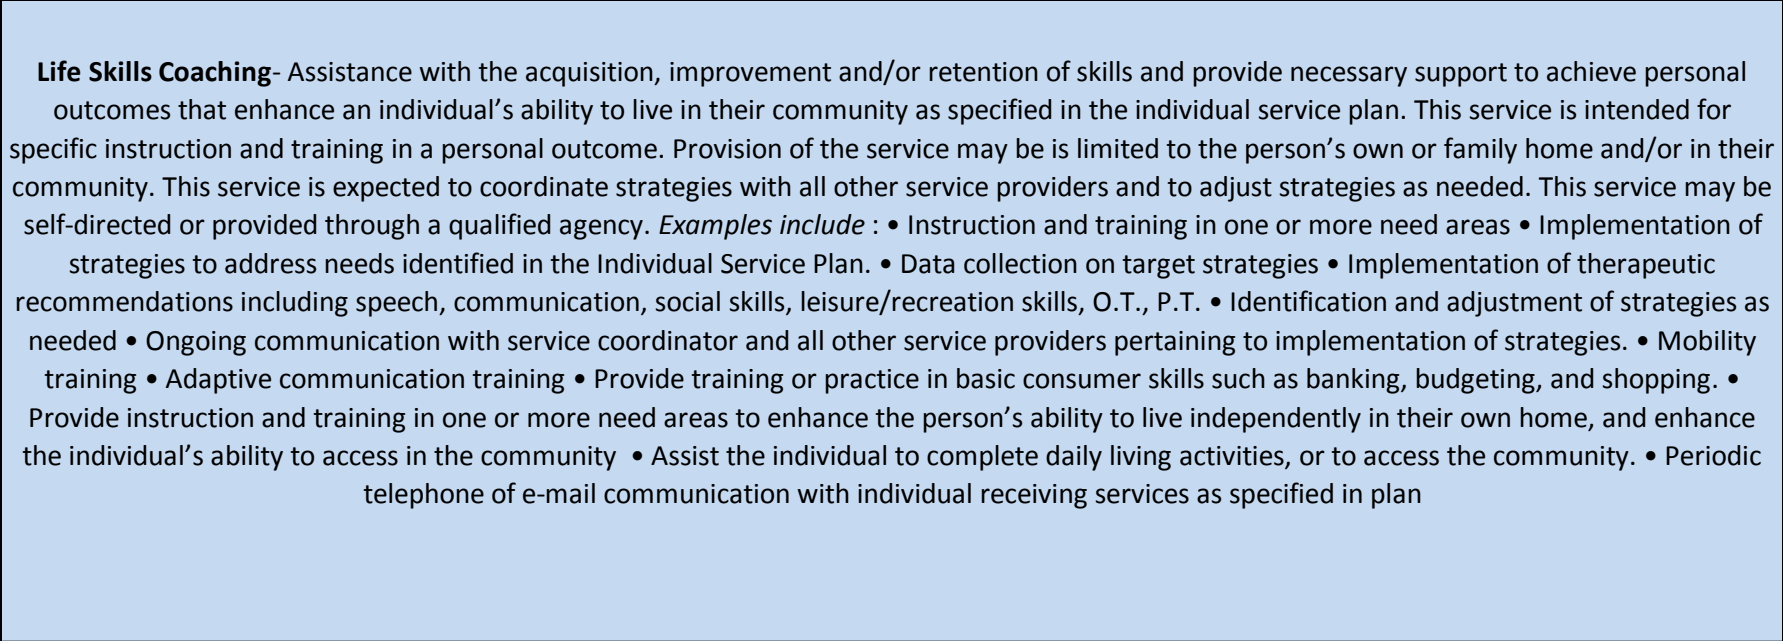 Life Skills Coaching- Assistance with the acquisition, improvement and/or retention of skills and provide necessary support to achieve personal
outcomes that enhance an individual’s ability to live in their community as specified in the individual service plan. This service is intended for
specific instruction and training in a personal outcome. Provision of the service may be is limited to the person’s own or family home and/or in their
community. This service is expected to coordinate strategies with all other service providers and to adjust strategies as needed. This service may be
self-directed or provided through a qualified agency. Examples include : • Instruction and training in one or more need areas • Implementation of
strategies to address needs identified in the Individual Service Plan. • Data collection on target strategies • Implementation of therapeutic
recommendations including speech, communication, social skills, leisure/recreation skills, O.T., P.T. • Identification and adjustment of strategies as
needed • Ongoing communication with service coordinator and all other service providers pertaining to implementation of strategies. • Mobility
training • Adaptive communication training • Provide training or practice in basic consumer skills such as banking, budgeting, and shopping. •
Provide instruction and training in one or more need areas to enhance the person’s ability to live independently in their own home, and enhance
the individual’s ability to access in the community • Assist the individual to complete daily living activities, or to access the community. • Periodic
telephone of e-mail communication with individual receiving services as specified in plan